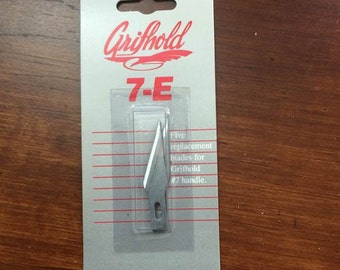 Grifhold
7-E
Five
replacement
blades for
Grifhold
#7 handle.